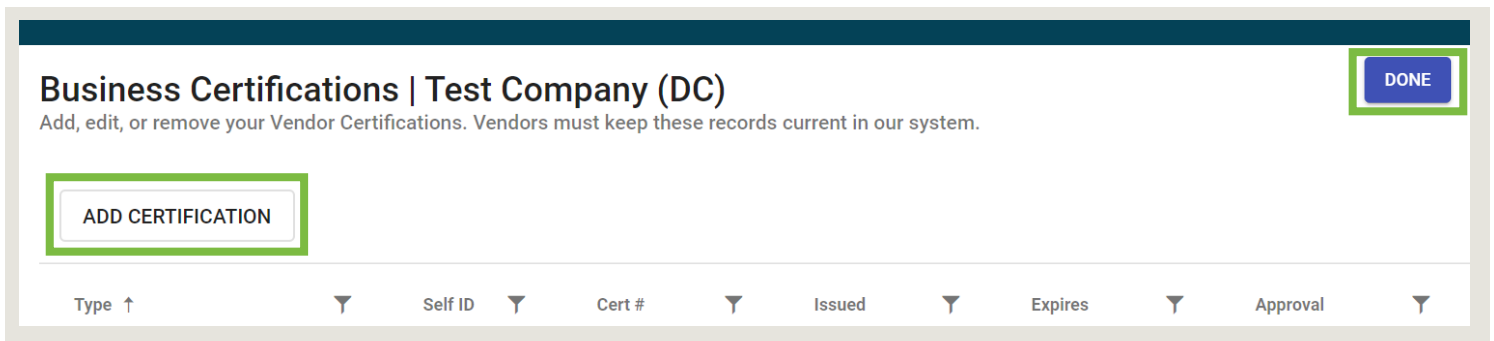 Business Certifications | Test Company (DC)
DONE
Add, edit, or remove your Vendor Certifications. Vendors must keep these records current in our system.
ADD CERTIFICATION
Type ↑ Self ID Cert # Issued Expires Approval